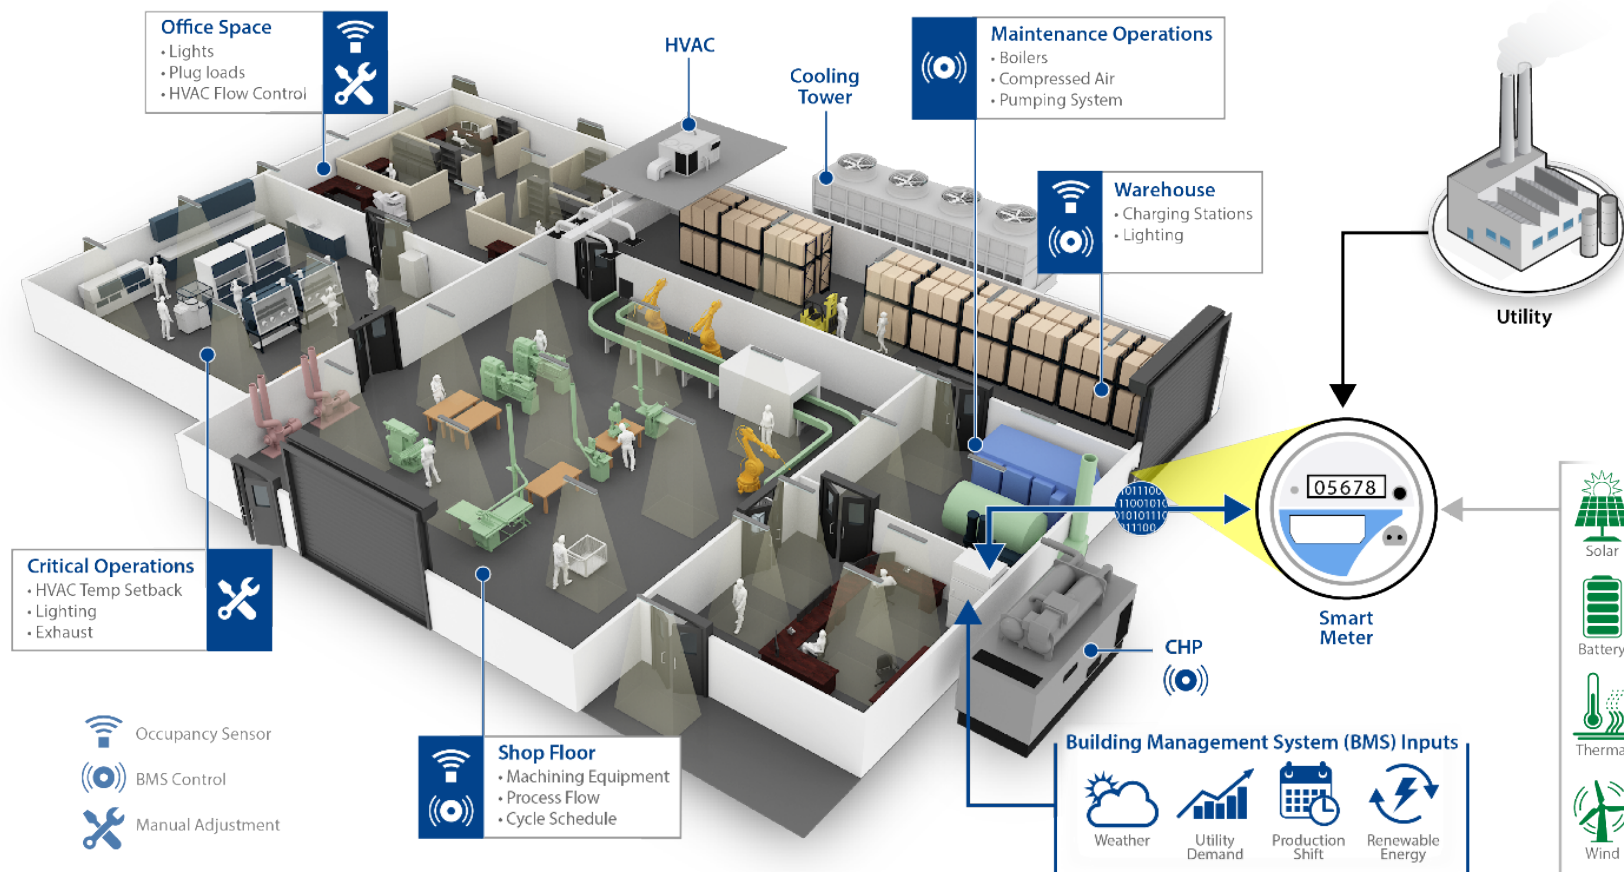 Office Space
• Lights
• Plug loads
• HVAC Flow Control
HVAC
Cooling
Tower
Maintenance Operations
• Boilers
• Compressed Air
• Pumping System
Warehouse
• Charging Stations
• Lighting
Utility
05678
Smart
Meter
Solar
Battery
Wind
Critical Operations
• HVAC Temp Setback
• Lighting
• Exhaust
CHP
Occupancy Sensor
BMS Control
Manual Adjustment
Shop Floor
• Machining Equipment
• Process Flow
• Cycle Schedule
Building Management System (BMS) Inputs
Weather
Utility
Demand
Production
Shift
Renewable
Energy